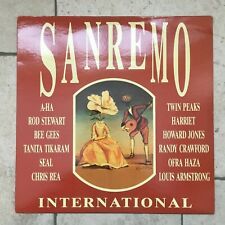 SANREMO
A-HA
ROD STEWART
BEE GEES
TANITA TIKARAM
SEAL
CHRIS REA
TWIN PEAKS
HARRIET
HOWARD JONES
RANDY CRAWFORD
OFRA HAZA
LOUIS ARMSTRONG
INTERNATIONAL